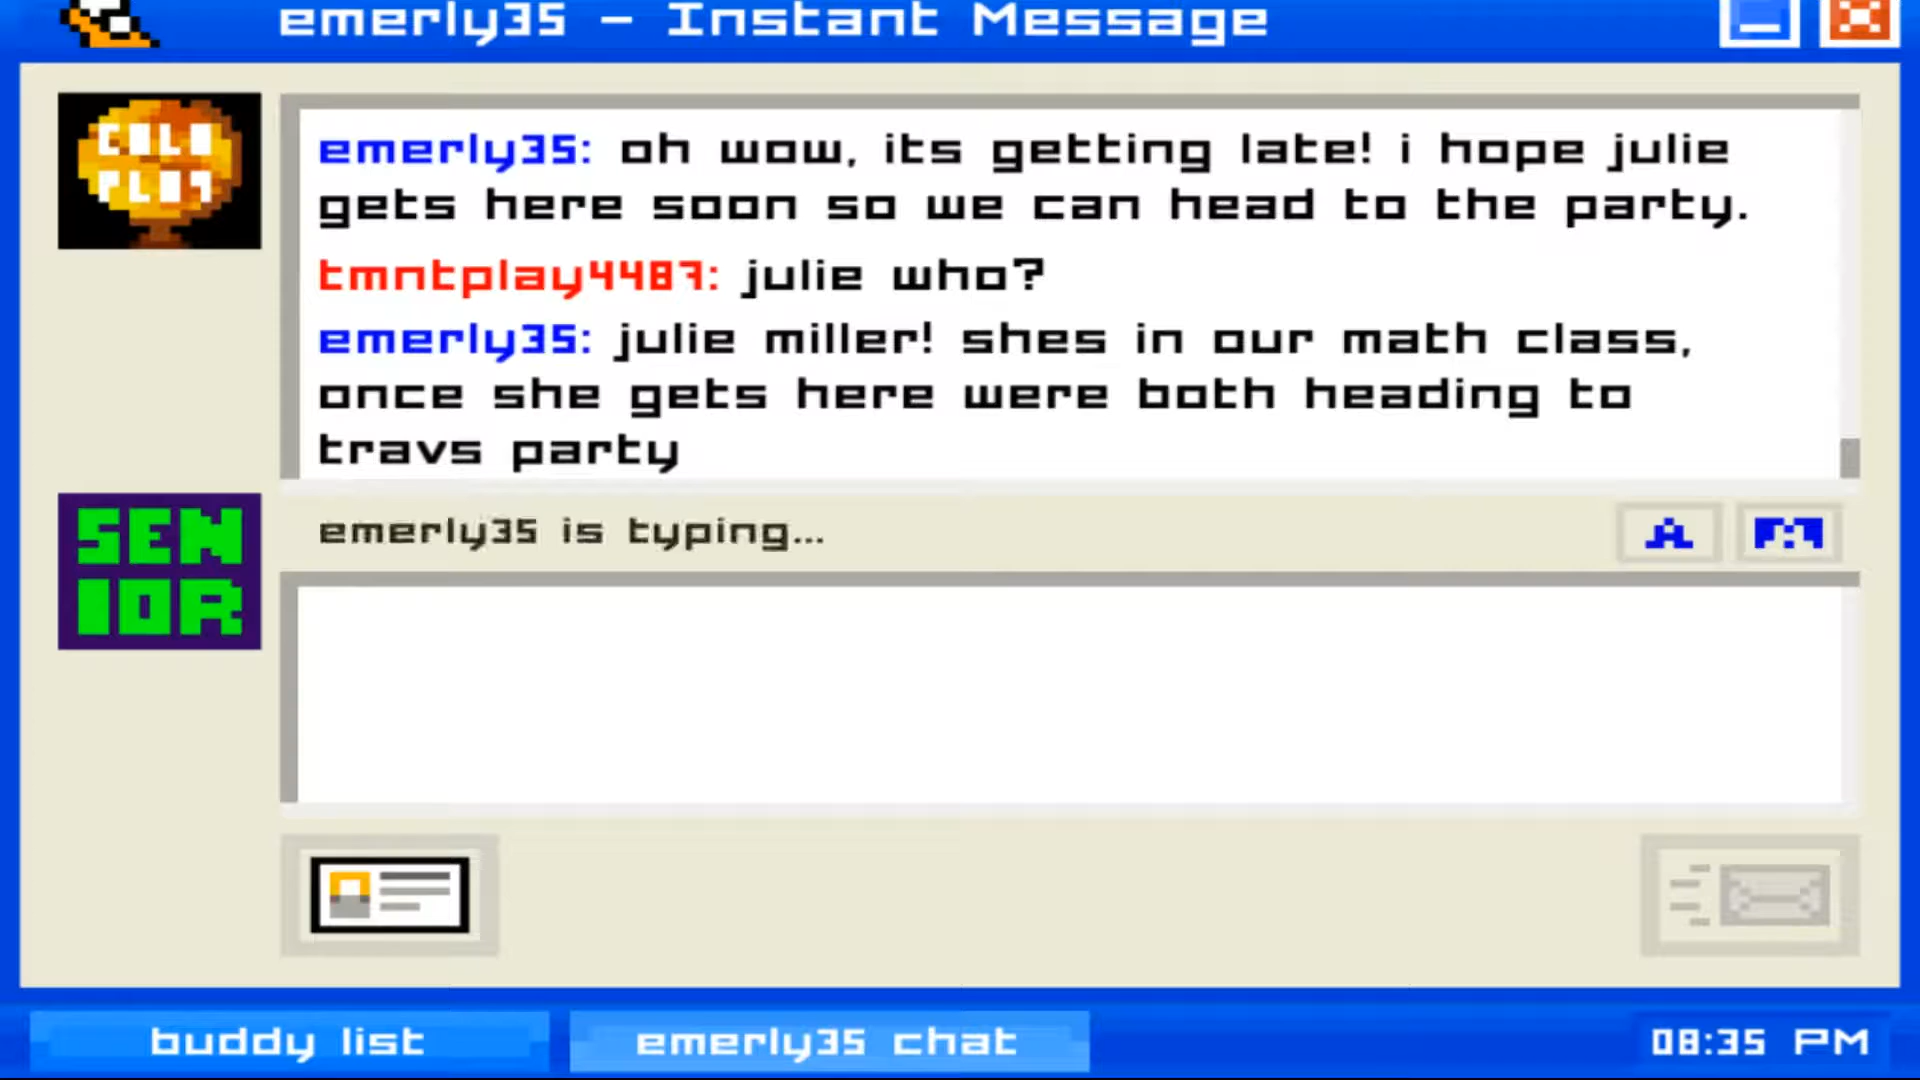 emerly35 - Instant Message
COLD
PLAY
emerly35: oh wow, its getting late! i hope julie
gets here soon so we can head to the party.
tmntplay4487: julie who?
emerly35: julie miller! shes in our math class,
once she gets here were both heading to
travs party
SEN
IOR
emerly35 is typing...
A
buddy list
emerly35 chat
08:35 PM